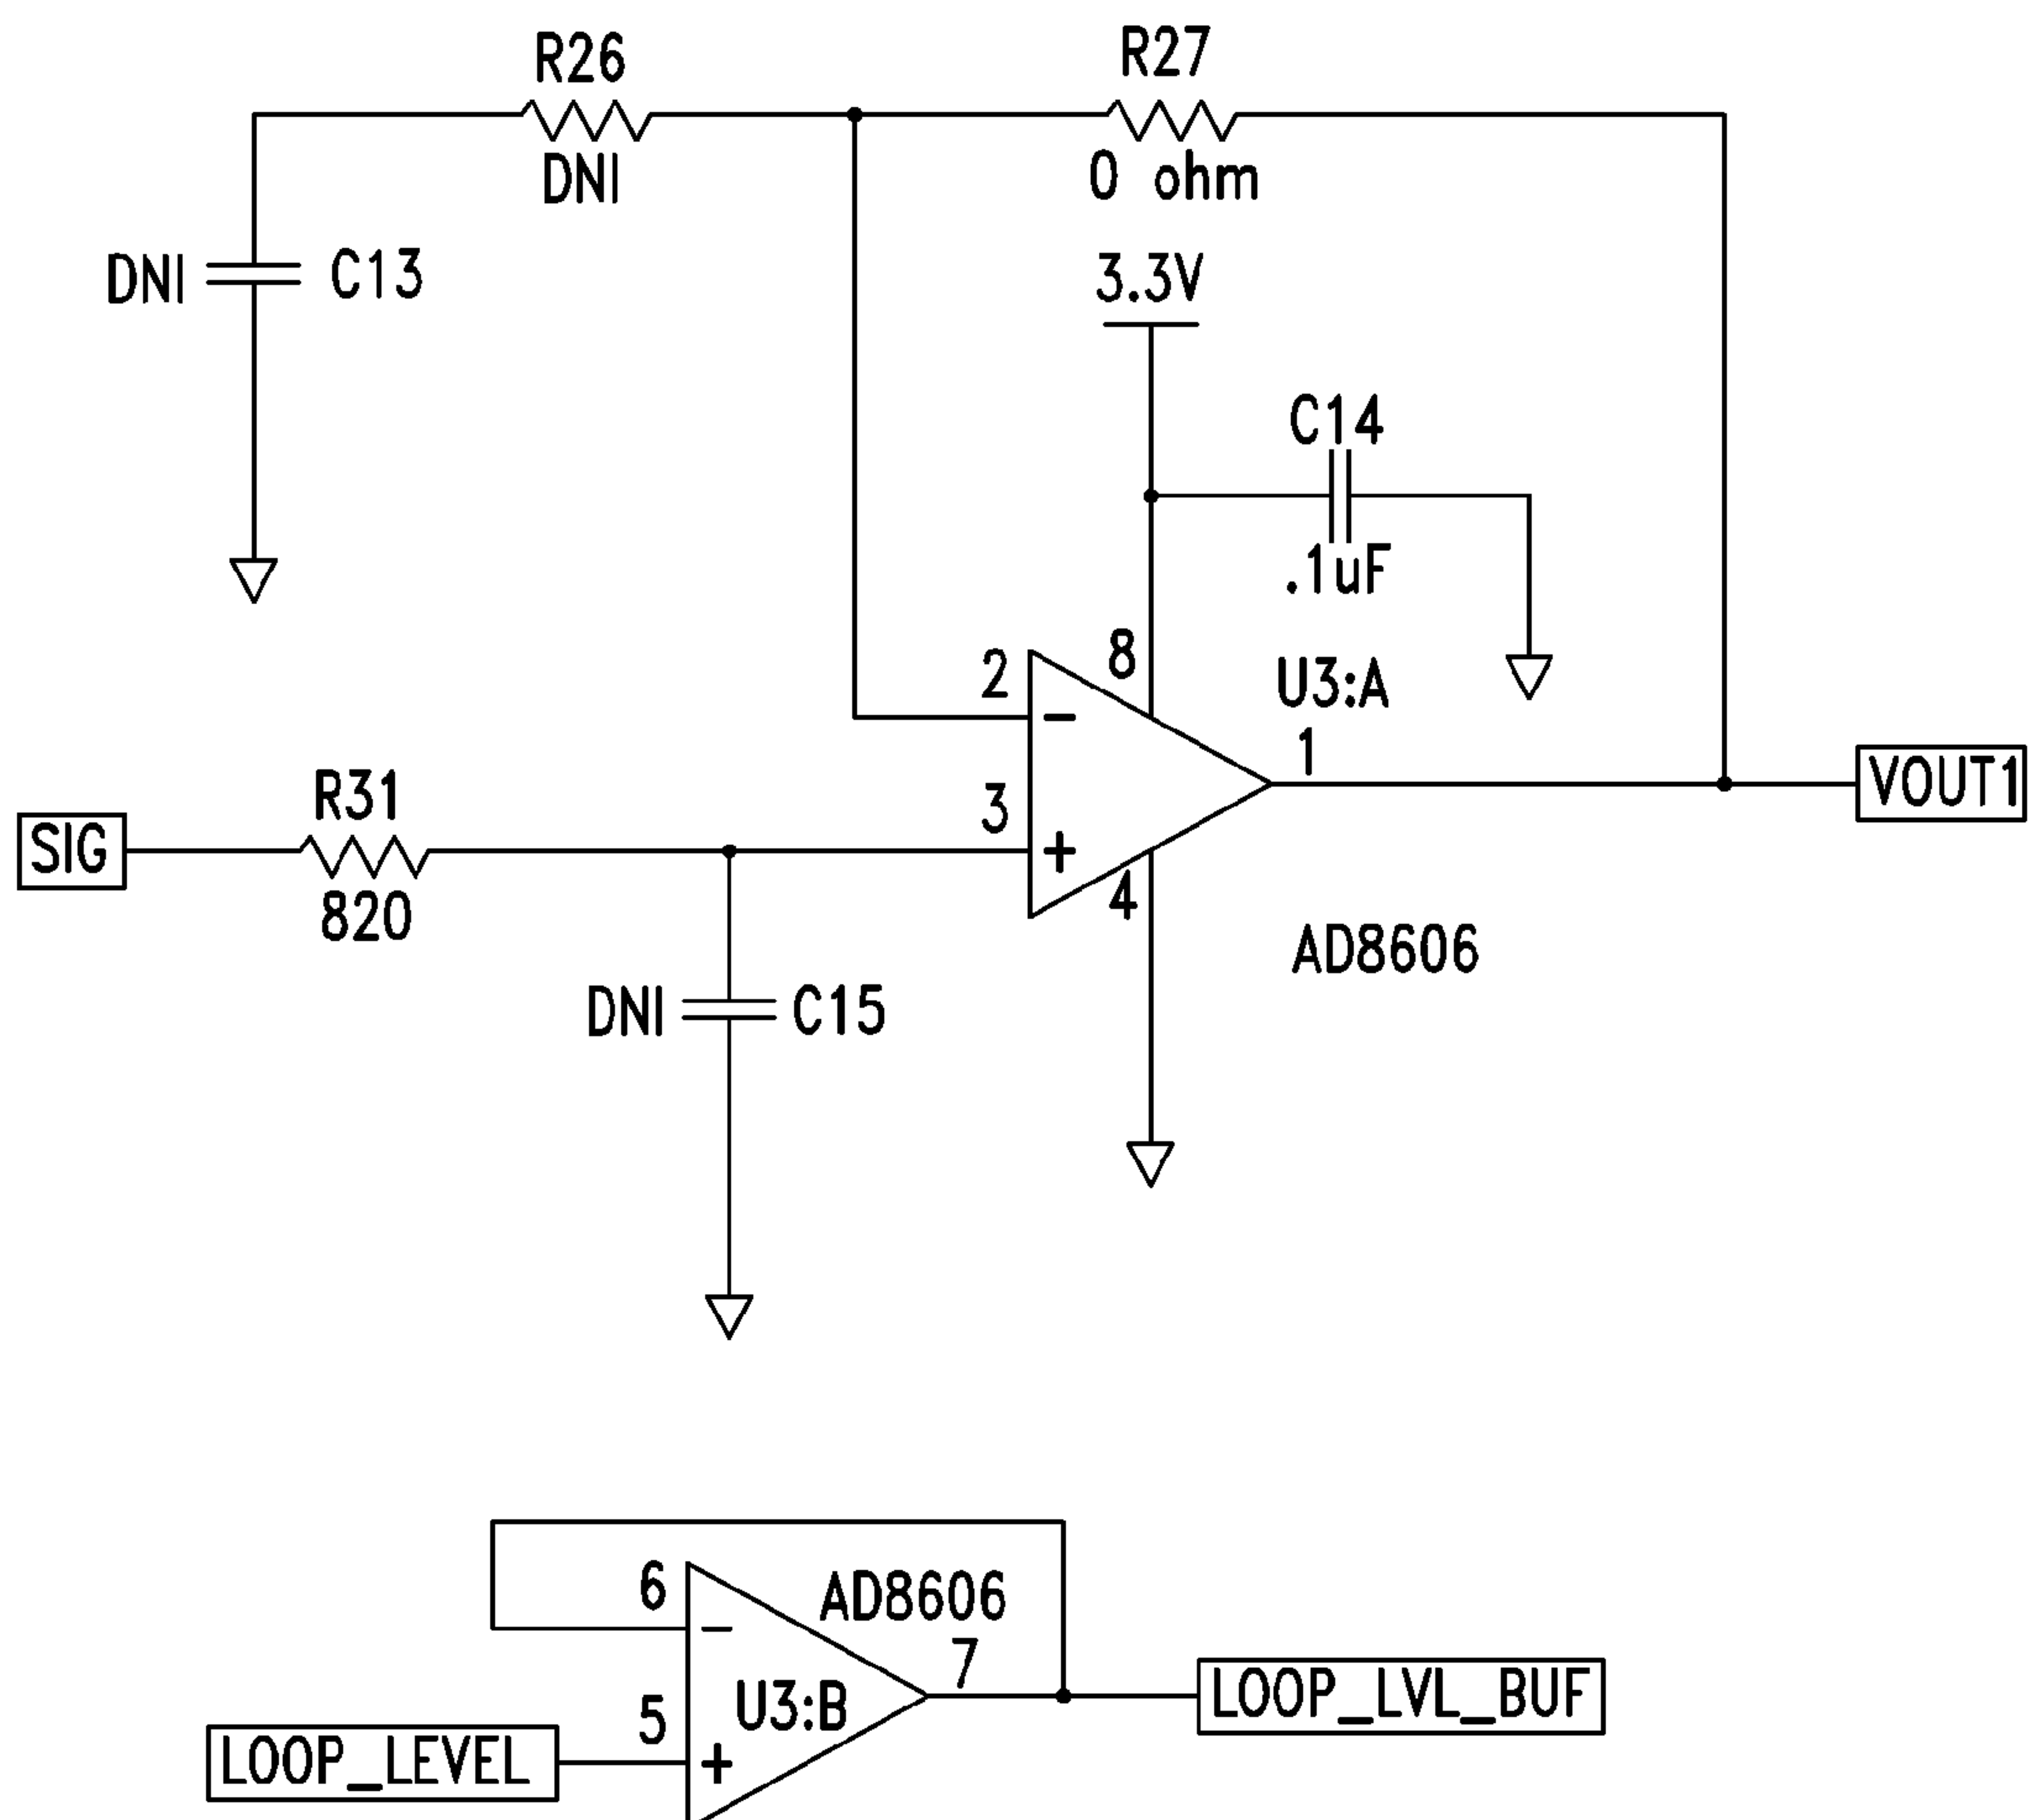 R26
R27
DNI
0 ohm
DNI
C13
3.3V
C14
.1uF
2
8
U3:A
1
VOUT1
R31
3
SIG
820
4
AD8606
DNI
C15
6
AD8606
7
5
U3:B
LOOP_LVL_BUF
LOOP_LEVEL